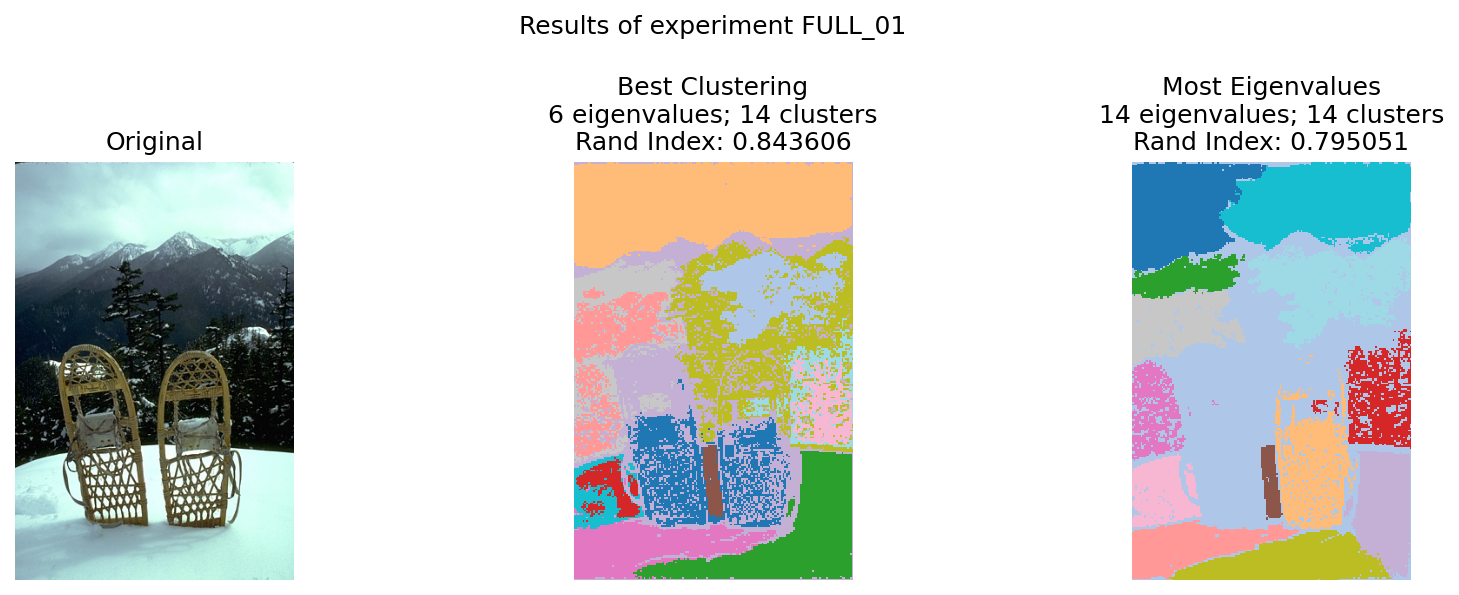 Results of experiment FULL_01
Original
Best Clustering
6 eigenvalues; 14 clusters
Rand Index: 0.843606
Most Eigenvalues
14 eigenvalues; 14 clusters
Rand Index: 0.795051